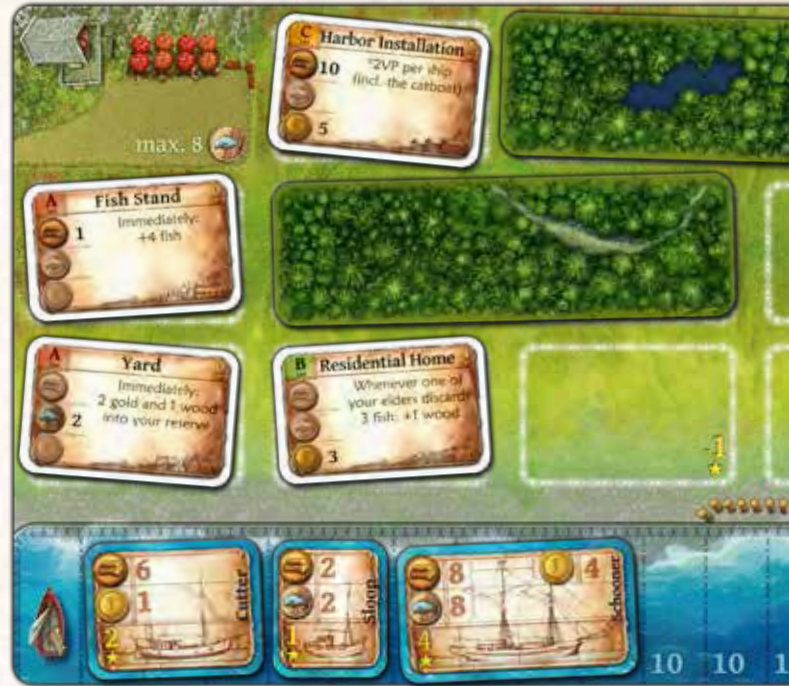 max. 8
C Harbor Installation
10
*2VP per ship
(incl. the catboat)
5
A Fish Stand
1
Immediately:
+4 fish
A Yard
2
Immediately:
2 gold and 1 wood
into your reserve
B Residential Home
3
Whenever one of
your elders discards
3 fish: +1 wood
-1
6
1
2
Cutter
2
2
1
Sloop
8
1 4
8
4
Schooner
10 10 1